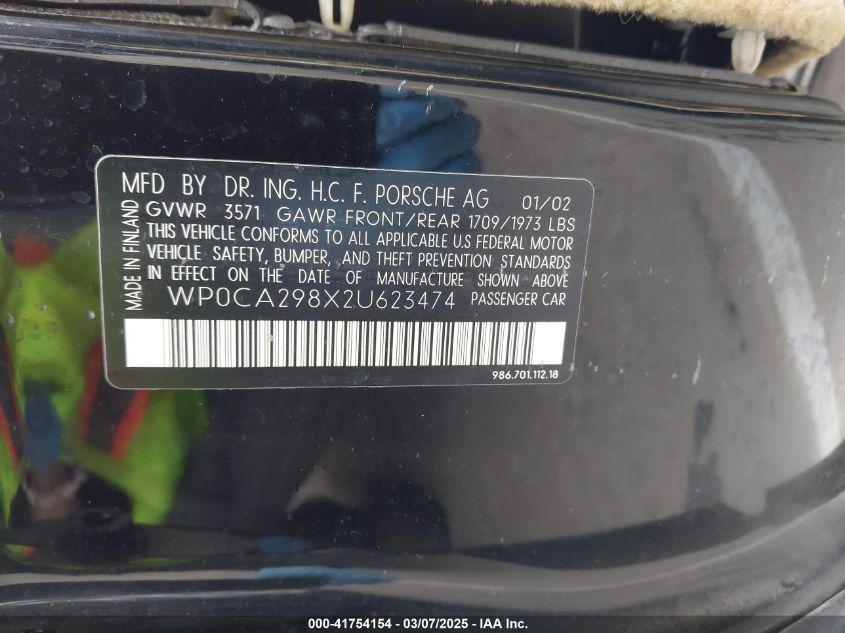 MFD BY DR. ING. H.C. F. PORSCHE AG 01/02
GVWR 3571 GAWR FRONT/REAR 1709/1973 LBS
THIS VEHICLE CONFORMS TO ALL APPLICABLE U.S FEDERAL MOTOR
VEHICLE SAFETY, BUMPER, AND THEFT PREVENTION STANDARDS
IN EFFECT ON THE DATE OF MANUFACTURE SHOWN ABOVE
WP0CA298X2U623474 PASSENGER CAR
MADE IN FINLAND
986.701.112.18
000-41754154 - 03/07/2025 - IAA Inc.